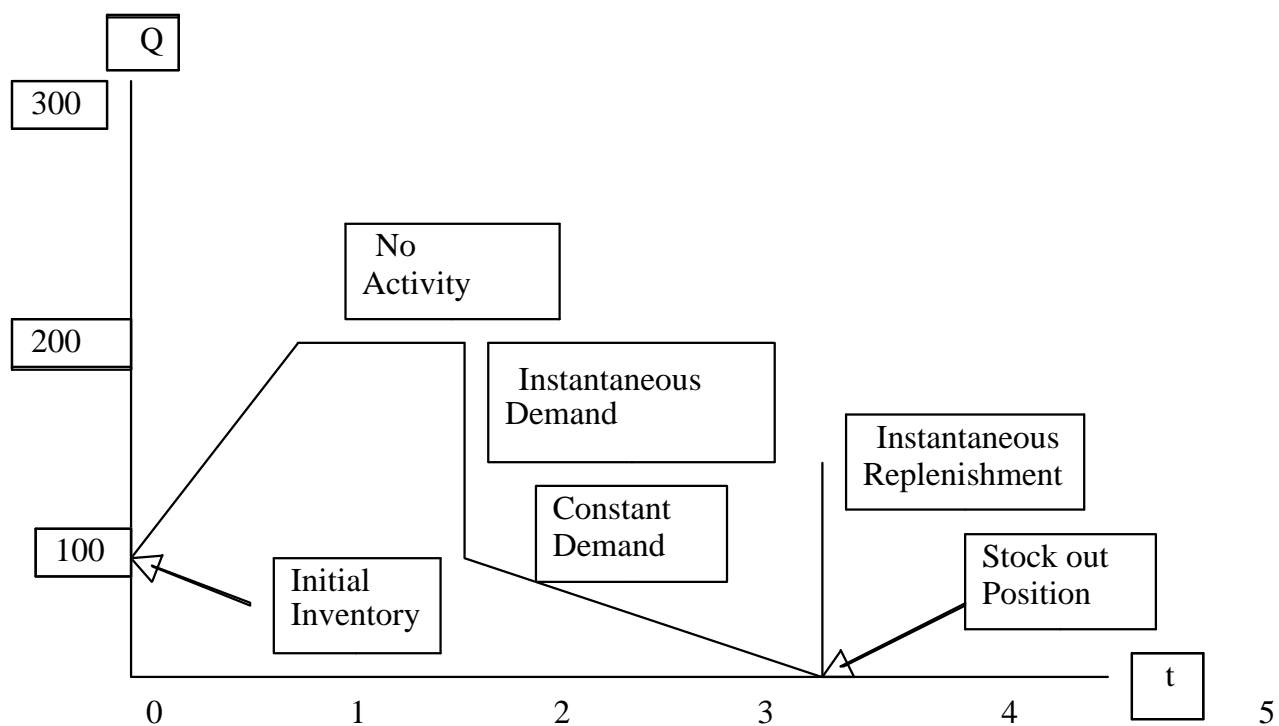 Q
300
No
Activity
200
Instantaneous
Demand
Instantaneous
Replenishment
Constant
Demand
100
Initial
Inventory
Stock out
Position
t
0 1 2 3 4 5